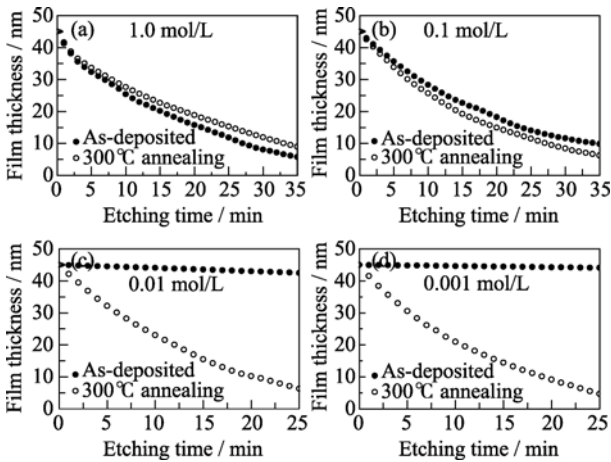 50
40
30
20
10
0
Film thickness / nm
(a)
1.0 mol/L
As-deposited
300°C annealing
0 5 10 15 20 25 30 35
Etching time / min
50
40
30
20
10
0
Film thickness / nm
(b)
0.1 mol/L
As-deposited
300°C annealing
0 5 10 15 20 25 30 35
Etching time / min
50
40
30
20
10
0
Film thickness / nm
(c)
0.01 mol/L
As-deposited
300°C annealing
0 5 10 15 20 25
Etching time / min
50
40
30
20
10
0
Film thickness / nm
(d)
0.001 mol/L
As-deposited
300°C annealing
0 5 10 15 20 25
Etching time / min